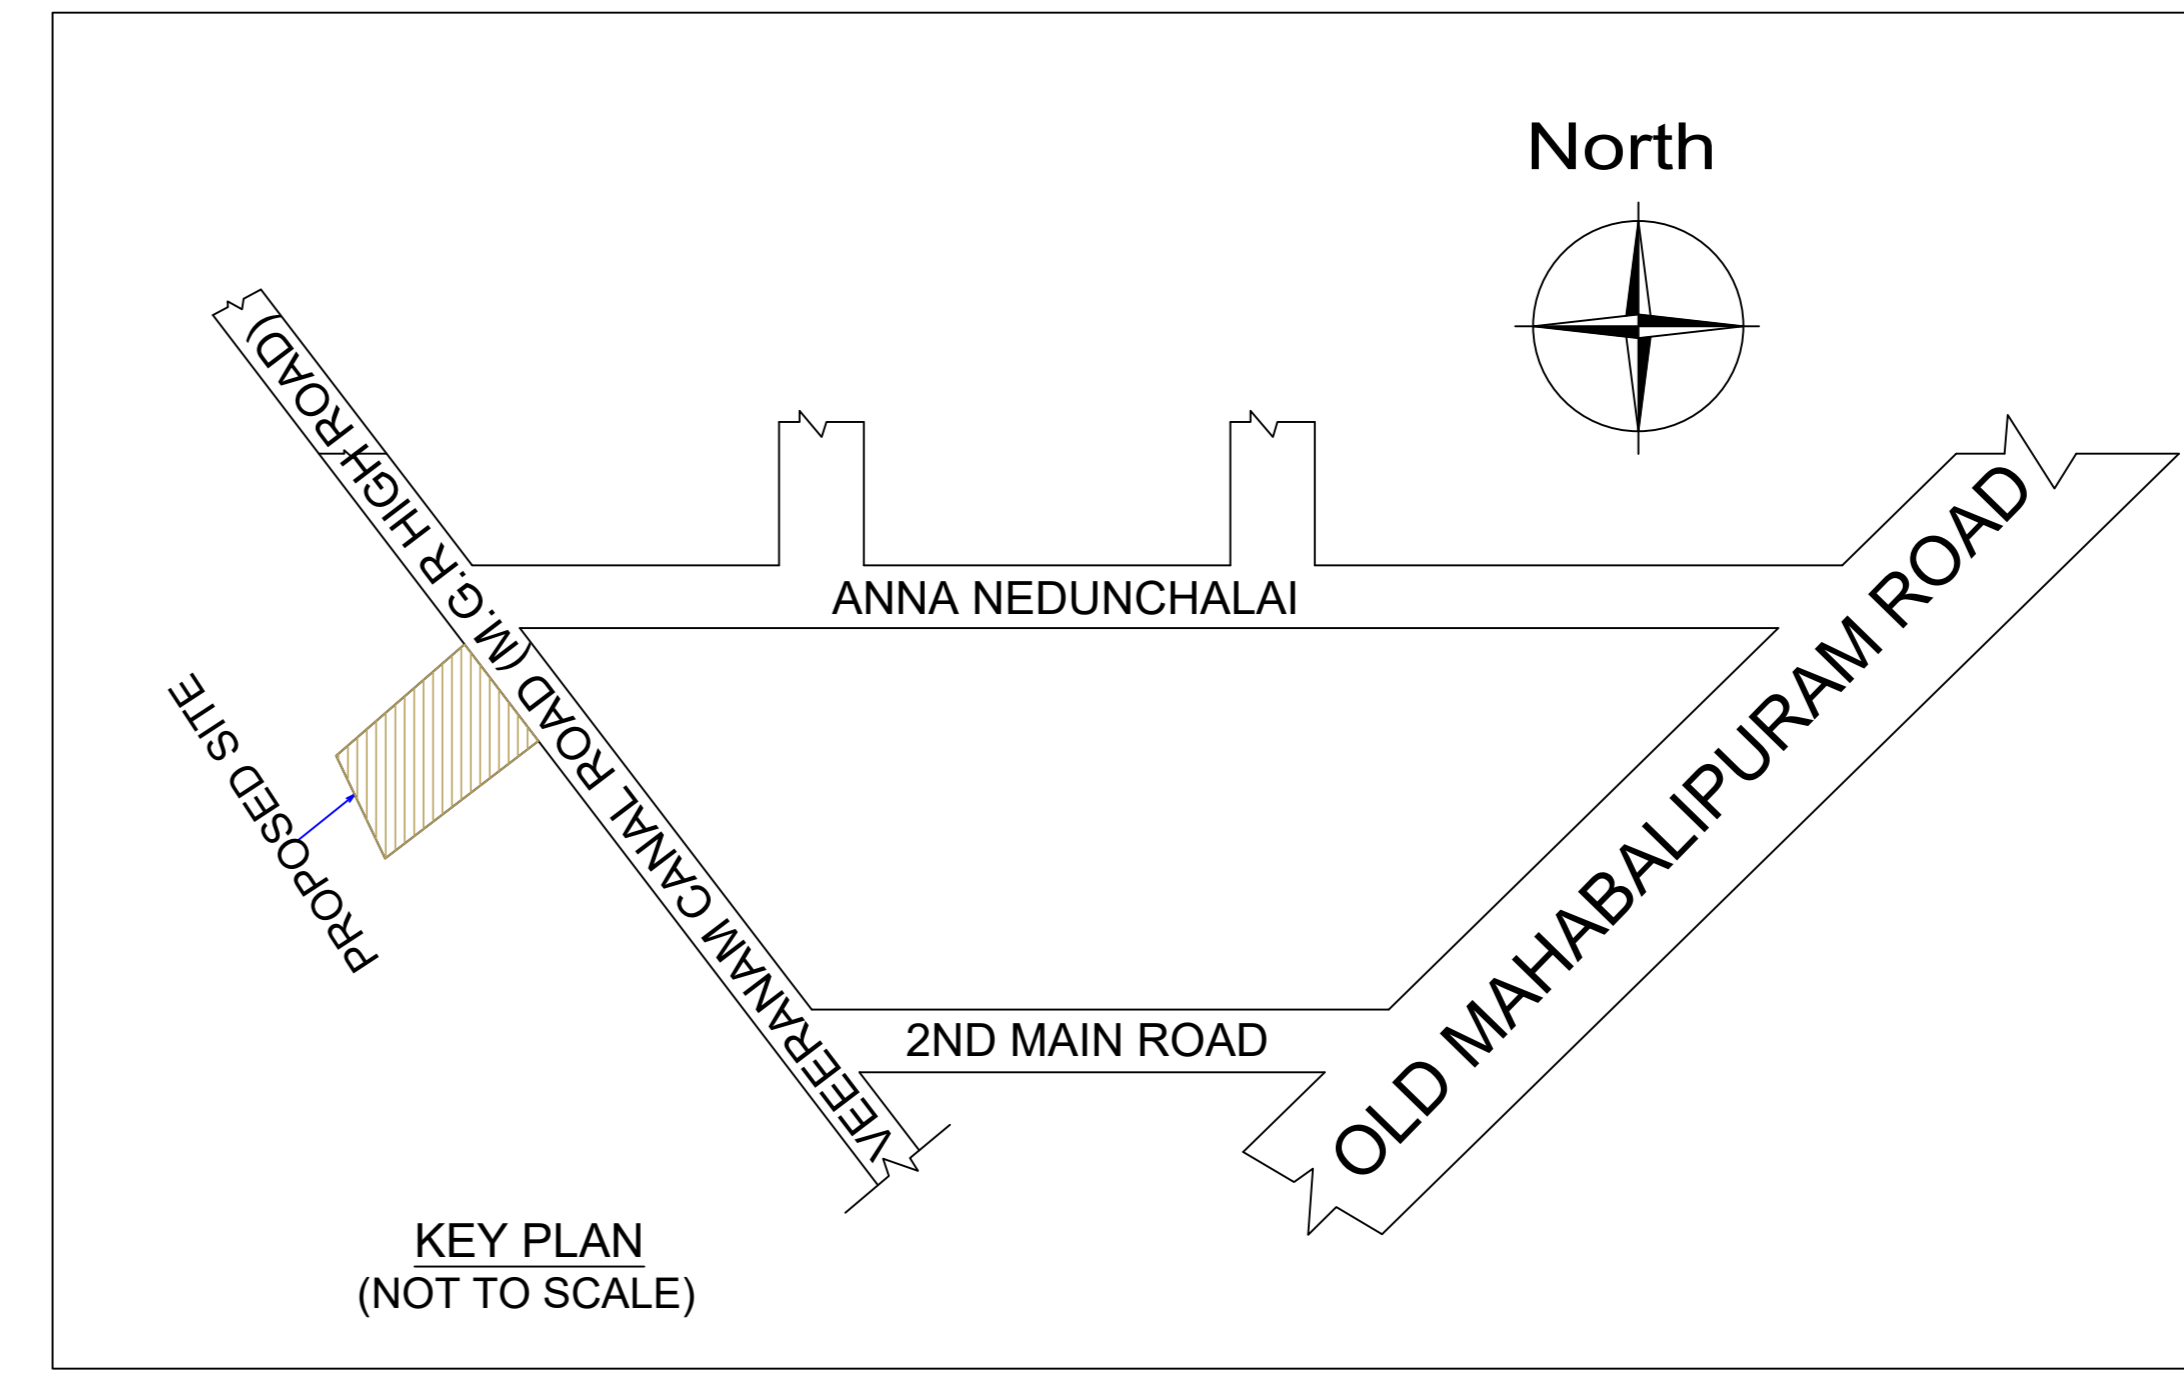 North
ANNA NEDUNCHALAI
VEEERANAM CANAL ROAD (M.G.R HIGH ROAD)
PROPOSED SITE
OLD MAHABALIPURAM ROAD
2ND MAIN ROAD
KEY PLAN
(NOT TO SCALE)